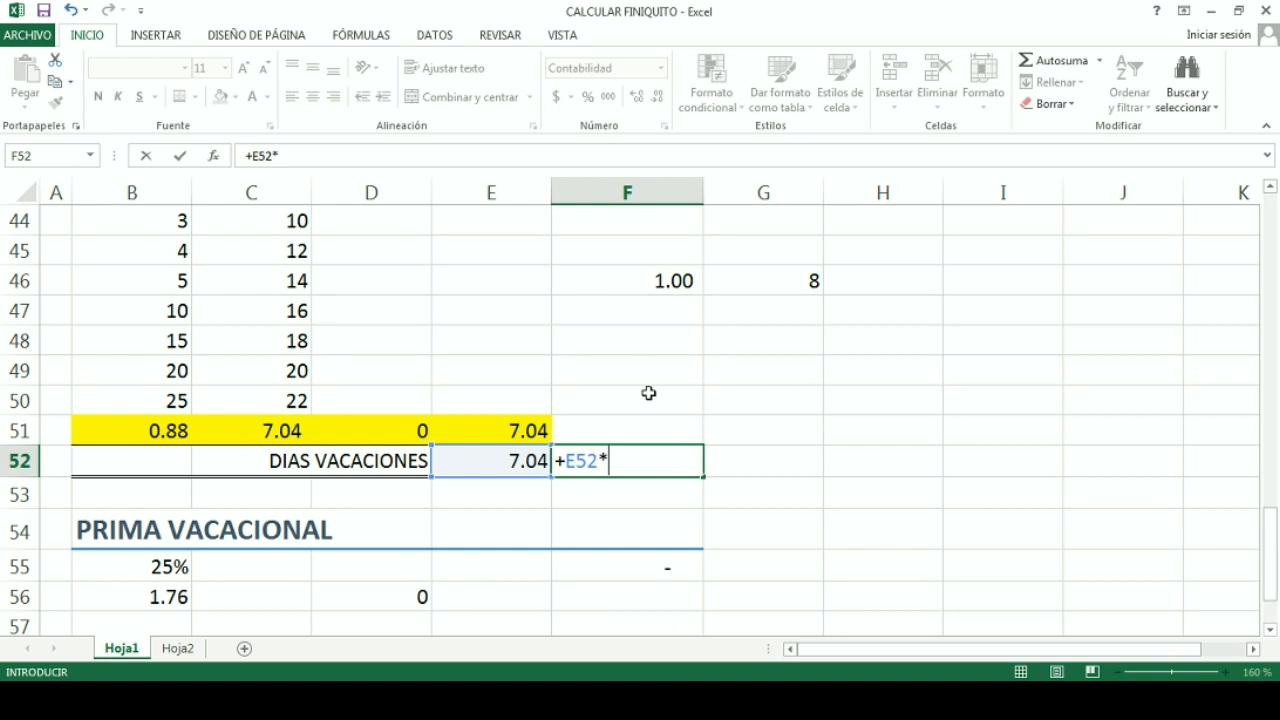 CALCULAR FINIQUITO - Excel
?
ARCHIVO INICIO INSERTAR DISEÑO DE PÁGINA FÓRMULAS DATOS REVISAR VISTA Iniciar sesión
Pegar
N K S
11 A A
A
Ajustar texto
Combinar y centrar
Contabilidad
$ % 000
Formato condicional
Dar formato como tabla
Estilos de celda
Insertar Eliminar Formato
Autosuma
Rellenar
Borrar
Ordenar y filtrar
Buscar y seleccionar
Portapapeles Fuente Alineación Número Estilos Celdas Modificar
F52 fx +E52*
A B C D E F G H I J K
44 3 10
45 4 12
46 5 14 1.00 8
47 10 16
48 15 18
49 20 20
50 25 22
51 0.88 7.04 0 7.04
52 DIAS VACACIONES 7.04 +E52*
53
54 PRIMA VACACIONAL
55 25% -
56 1.76 0
57
Hoja1 Hoja2
INTRODUCIR 160 %